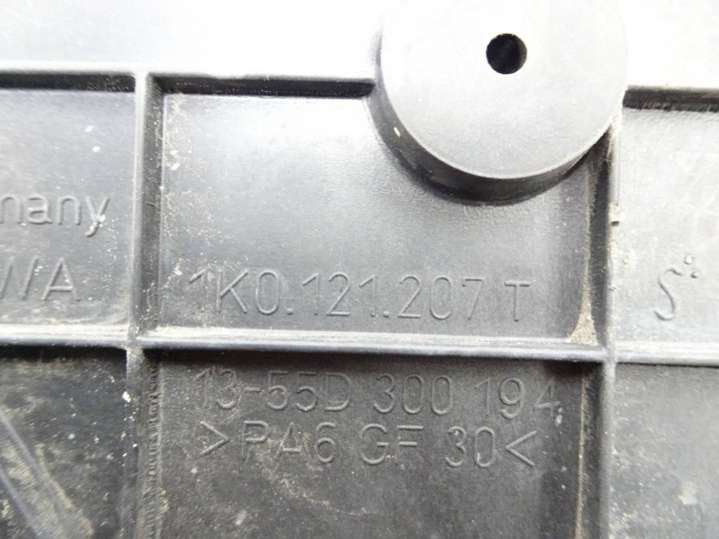 many
WA
1K0.121.207 T
13-55D 300 194
>PA6 GF 30<